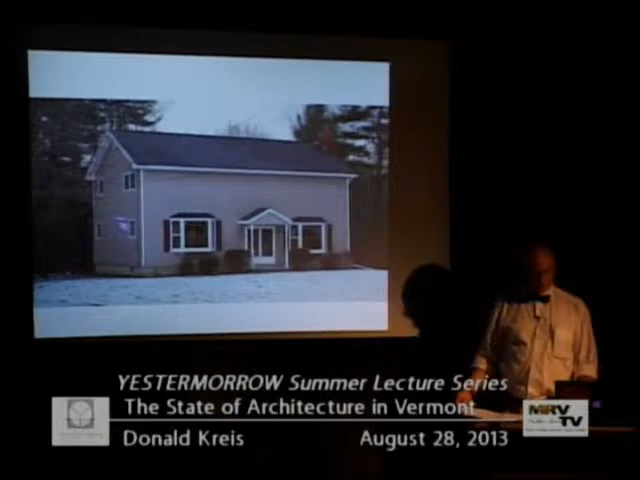 YESTERMORROW Summer Lecture Series
The State of Architecture in Vermont
Donald Kreis
August 28, 2013
MRV
TV